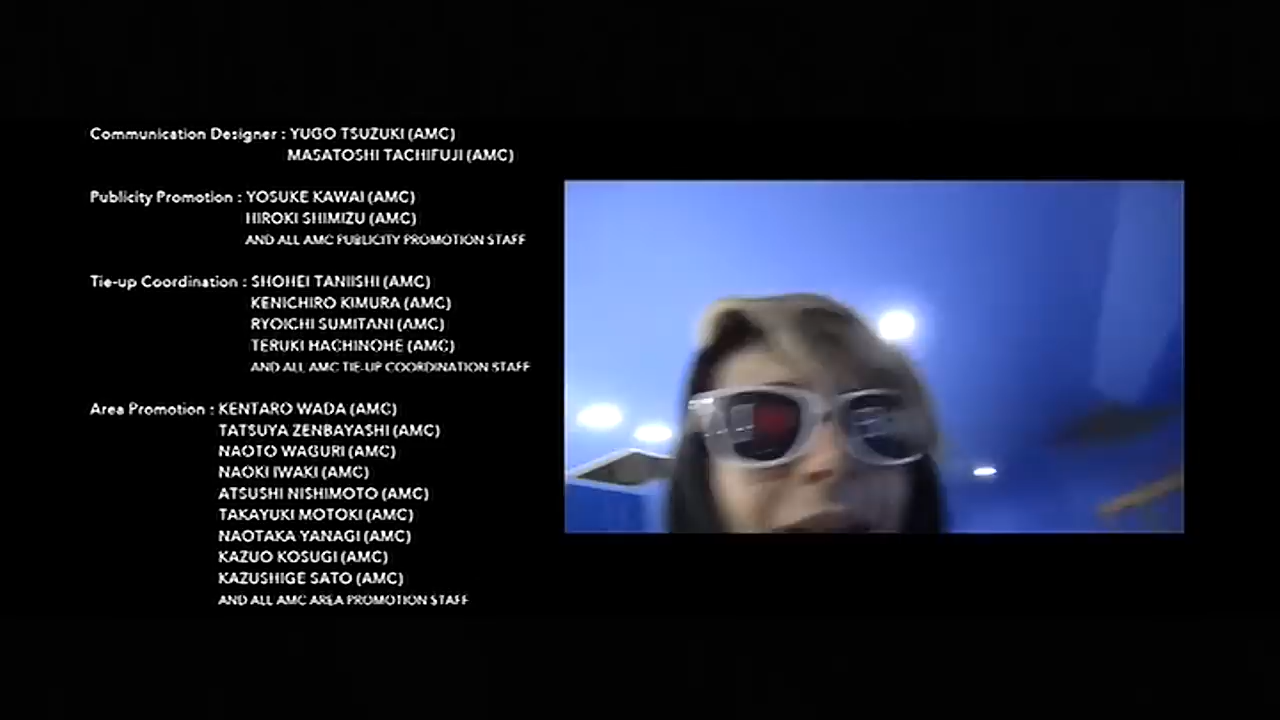 Communication Designer : YUGO TSUZUKI (AMC)
MASATOSHI TACHIFUJI (AMC)
Publicity Promotion : YOSUKE KAWAI (AMC)
HIROKI SHIMIZU (AMC)
AND ALL AMC PUBLICITY PROMOTION STAFF
Tie-up Coordination : SHOHEI TANIISHI (AMC)
KENICHIRO KIMURA (AMC)
RYOICHI SUMITANI (AMC)
TERUKI HACHINOHE (AMC)
AND ALL AMC TIE-UP COORDINATION STAFF
Area Promotion : KENTARO WADA (AMC)
TATSUYA ZENBAYASHI (AMC)
NAOTO WAGURI (AMC)
NAOKI IWAKI (AMC)
ATSUSHI NISHIMOTO (AMC)
TAKAYUKI MOTOKI (AMC)
NAOTAKA YANAGI (AMC)
KAZUO KOSUGI (AMC)
KAZUSHIGE SATO (AMC)
AND ALL AMC AREA PROMOTION STAFF